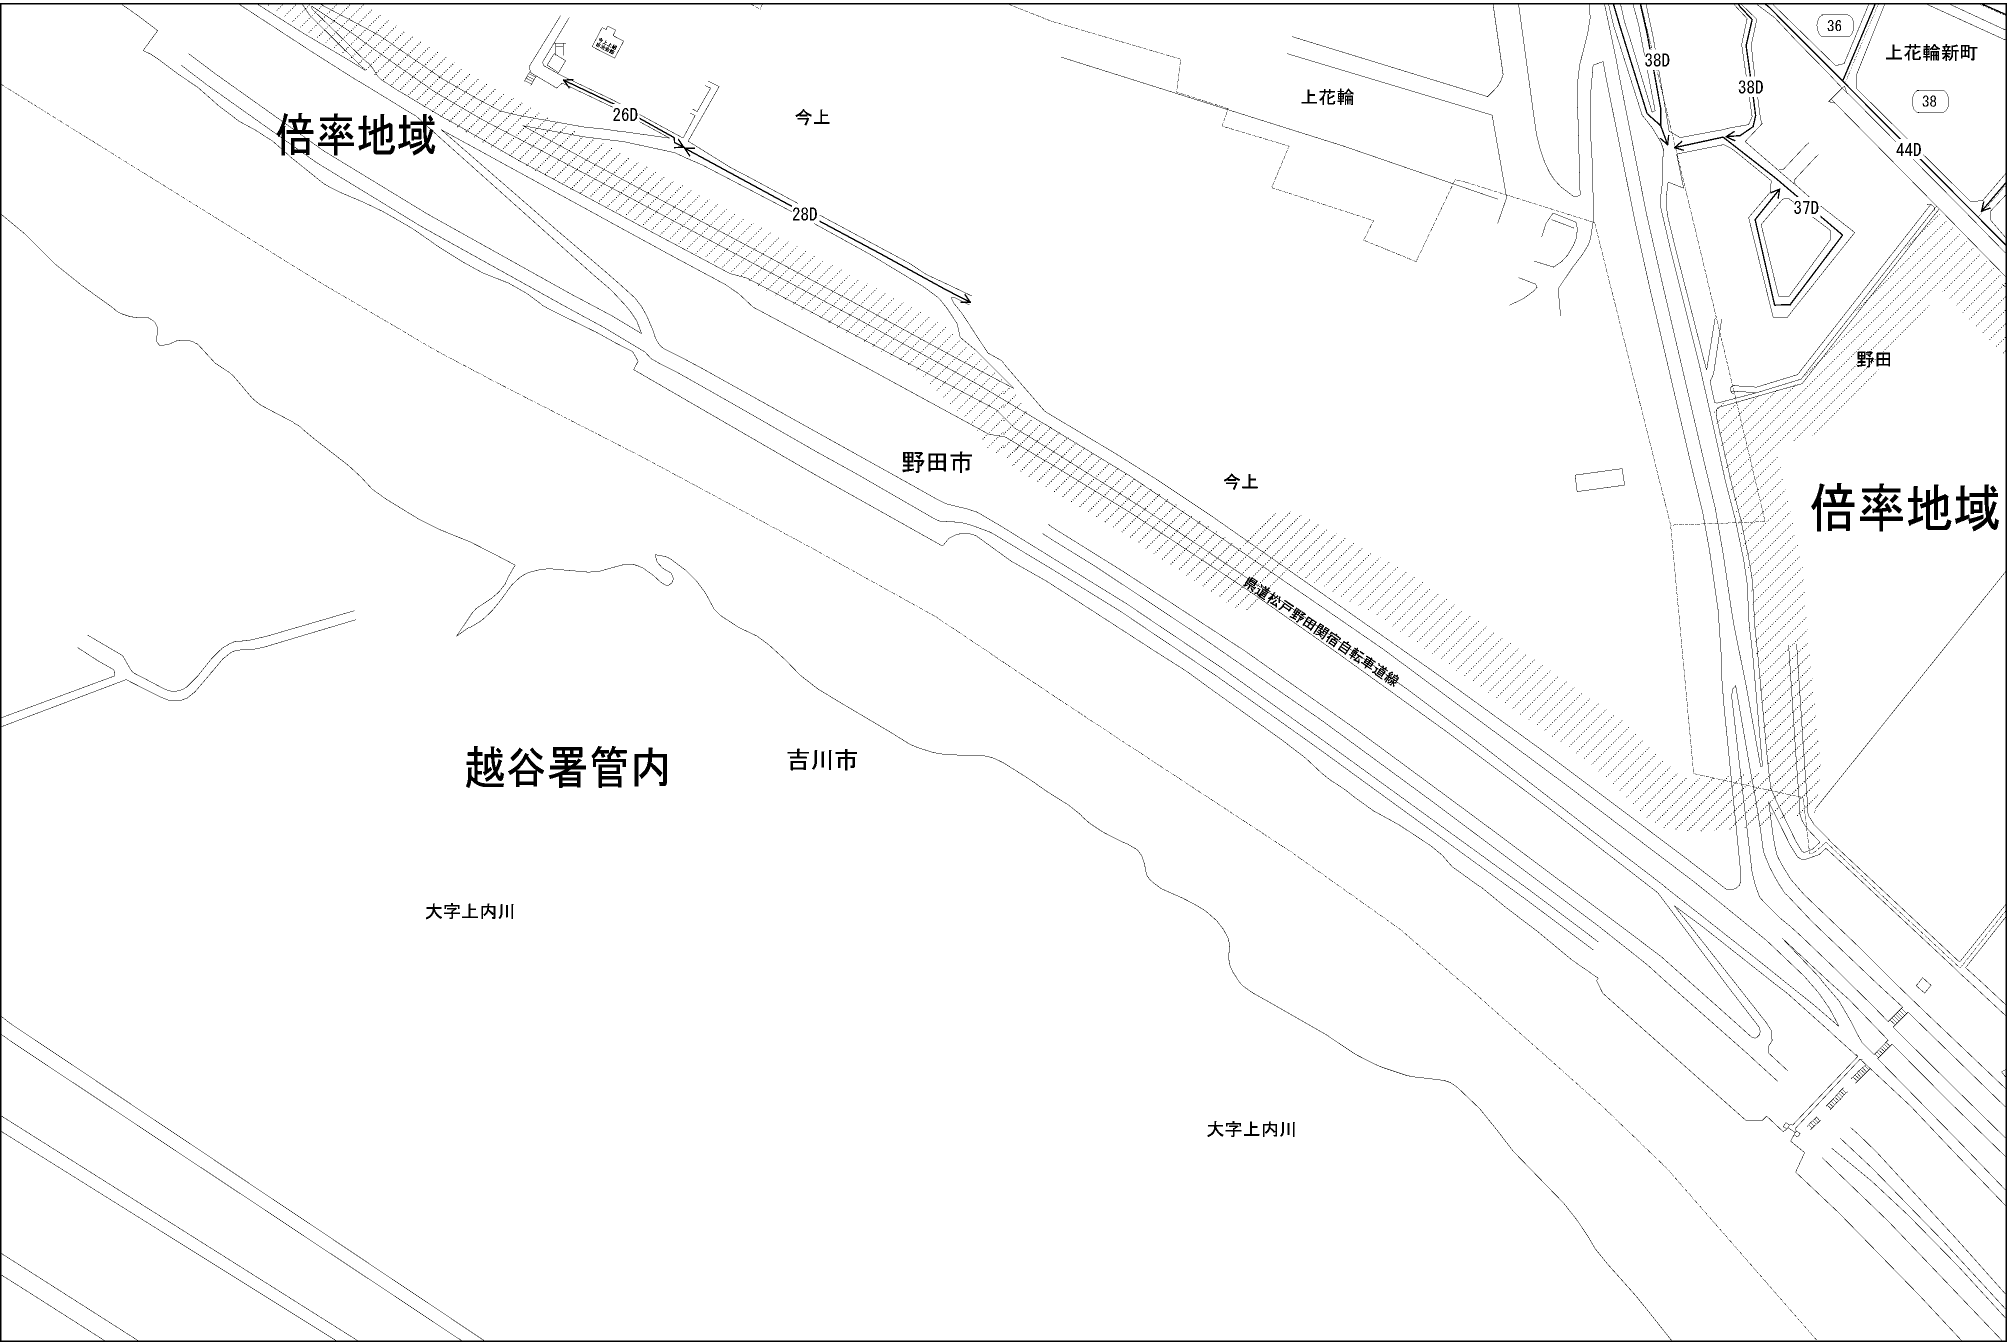 36
上花輪新町
38D
38D
38
上花輪
今上
26D
倍率地域
44D
28D
37D
野田
野田市
今上
倍率地域
県道松戸野田関宿自転車道線
越谷署管内
吉川市
大字上内川
大字上内川